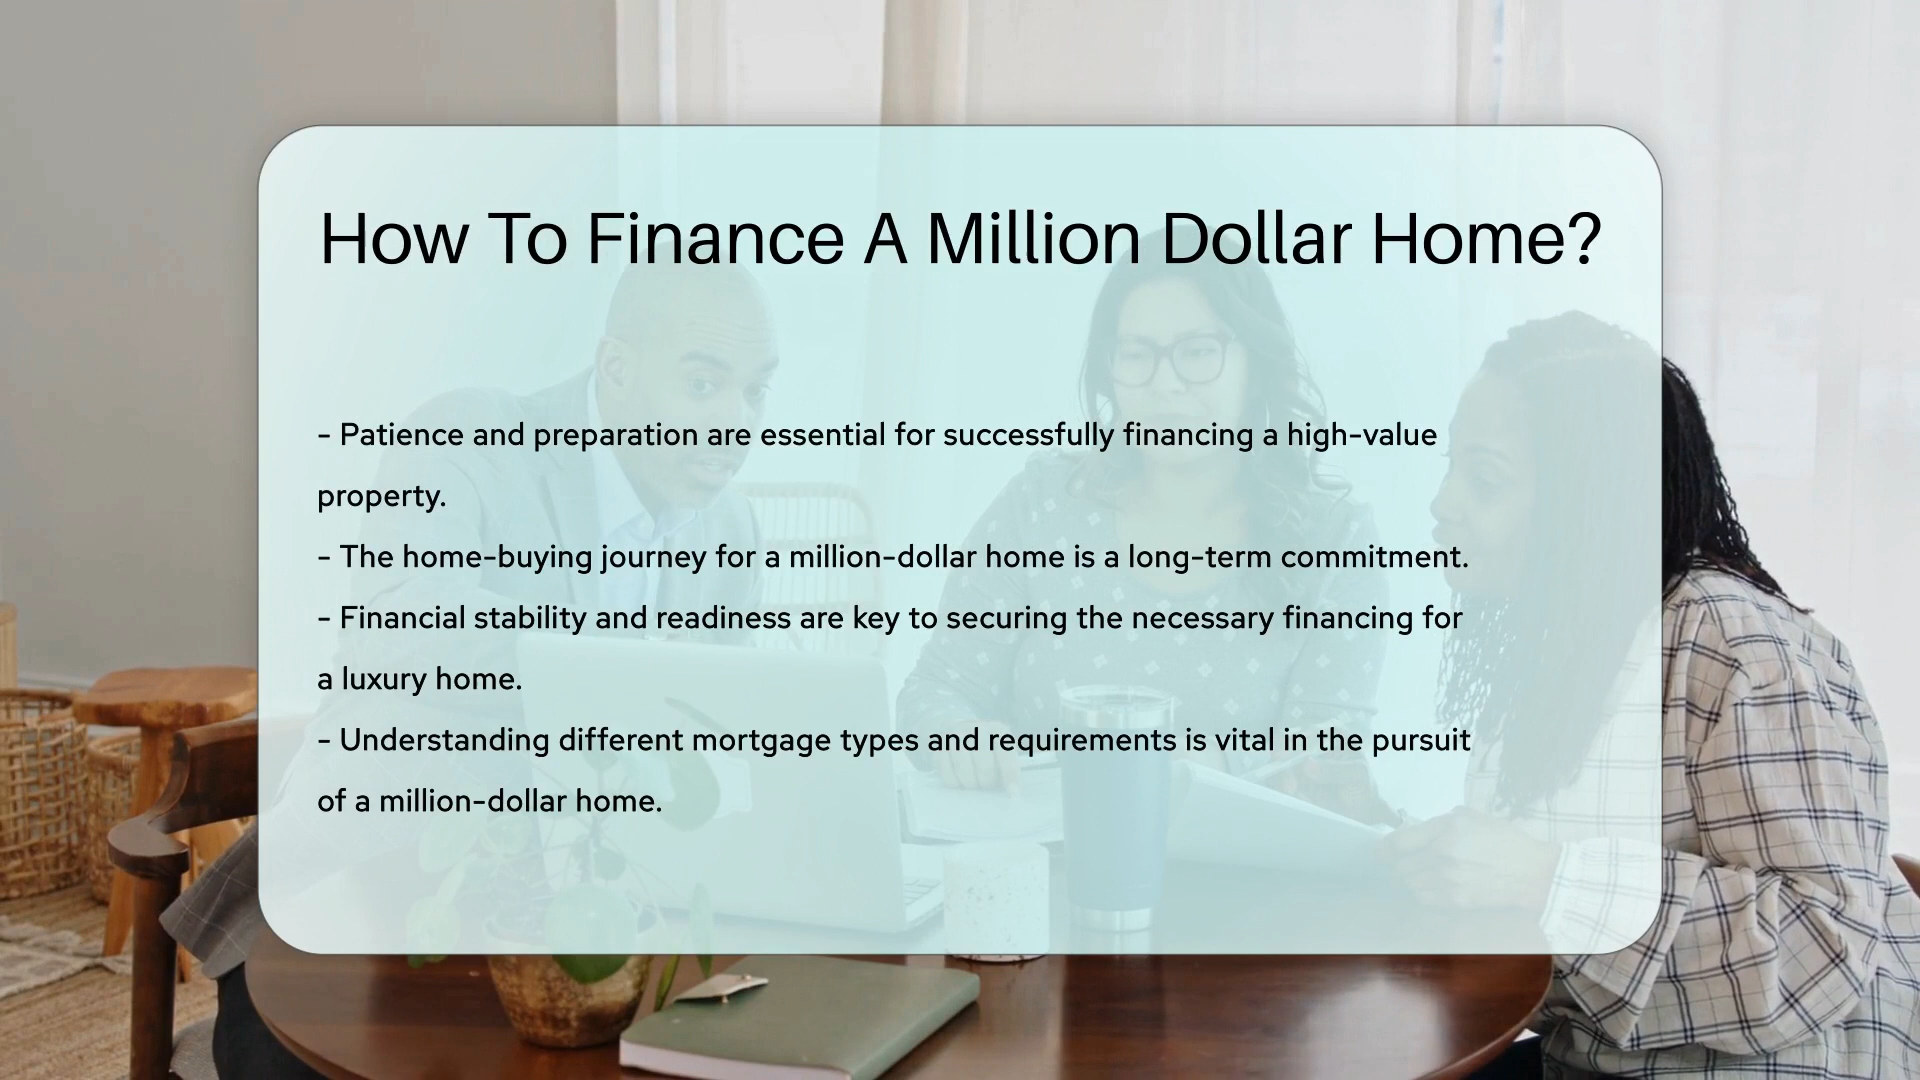 How To Finance A Million Dollar Home?
- Patience and preparation are essential for successfully financing a high-value
property.
- The home-buying journey for a million-dollar home is a long-term commitment.
- Financial stability and readiness are key to securing the necessary financing for
a luxury home.
- Understanding different mortgage types and requirements is vital in the pursuit
of a million-dollar home.